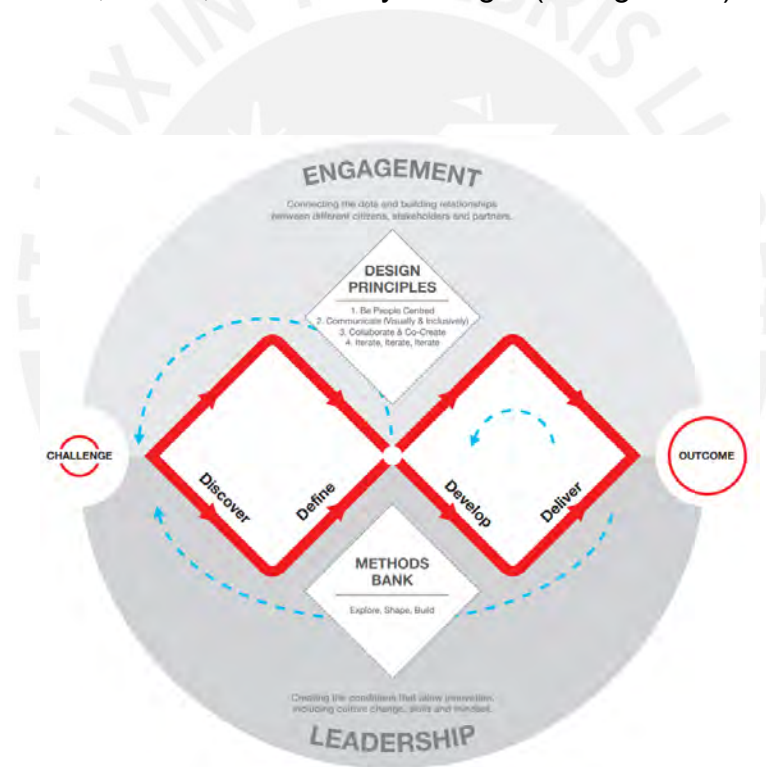 ENGAGEMENT
Connecting the dots and building relationships
between different citizens, stakeholders and partners.
DESIGN
PRINCIPLES
1. Be People Centred
2. Communicate (Visually & Inclusively)
3. Collaborate & Co-Create
4. Iterate, Iterate, Iterate
CHALLENGE
OUTCOME
Discover
Define
Develop
Deliver
METHODS
BANK
Explore, Shape, Build
Creating the conditions that allow innovation,
including culture change, skills and mindset.
LEADERSHIP